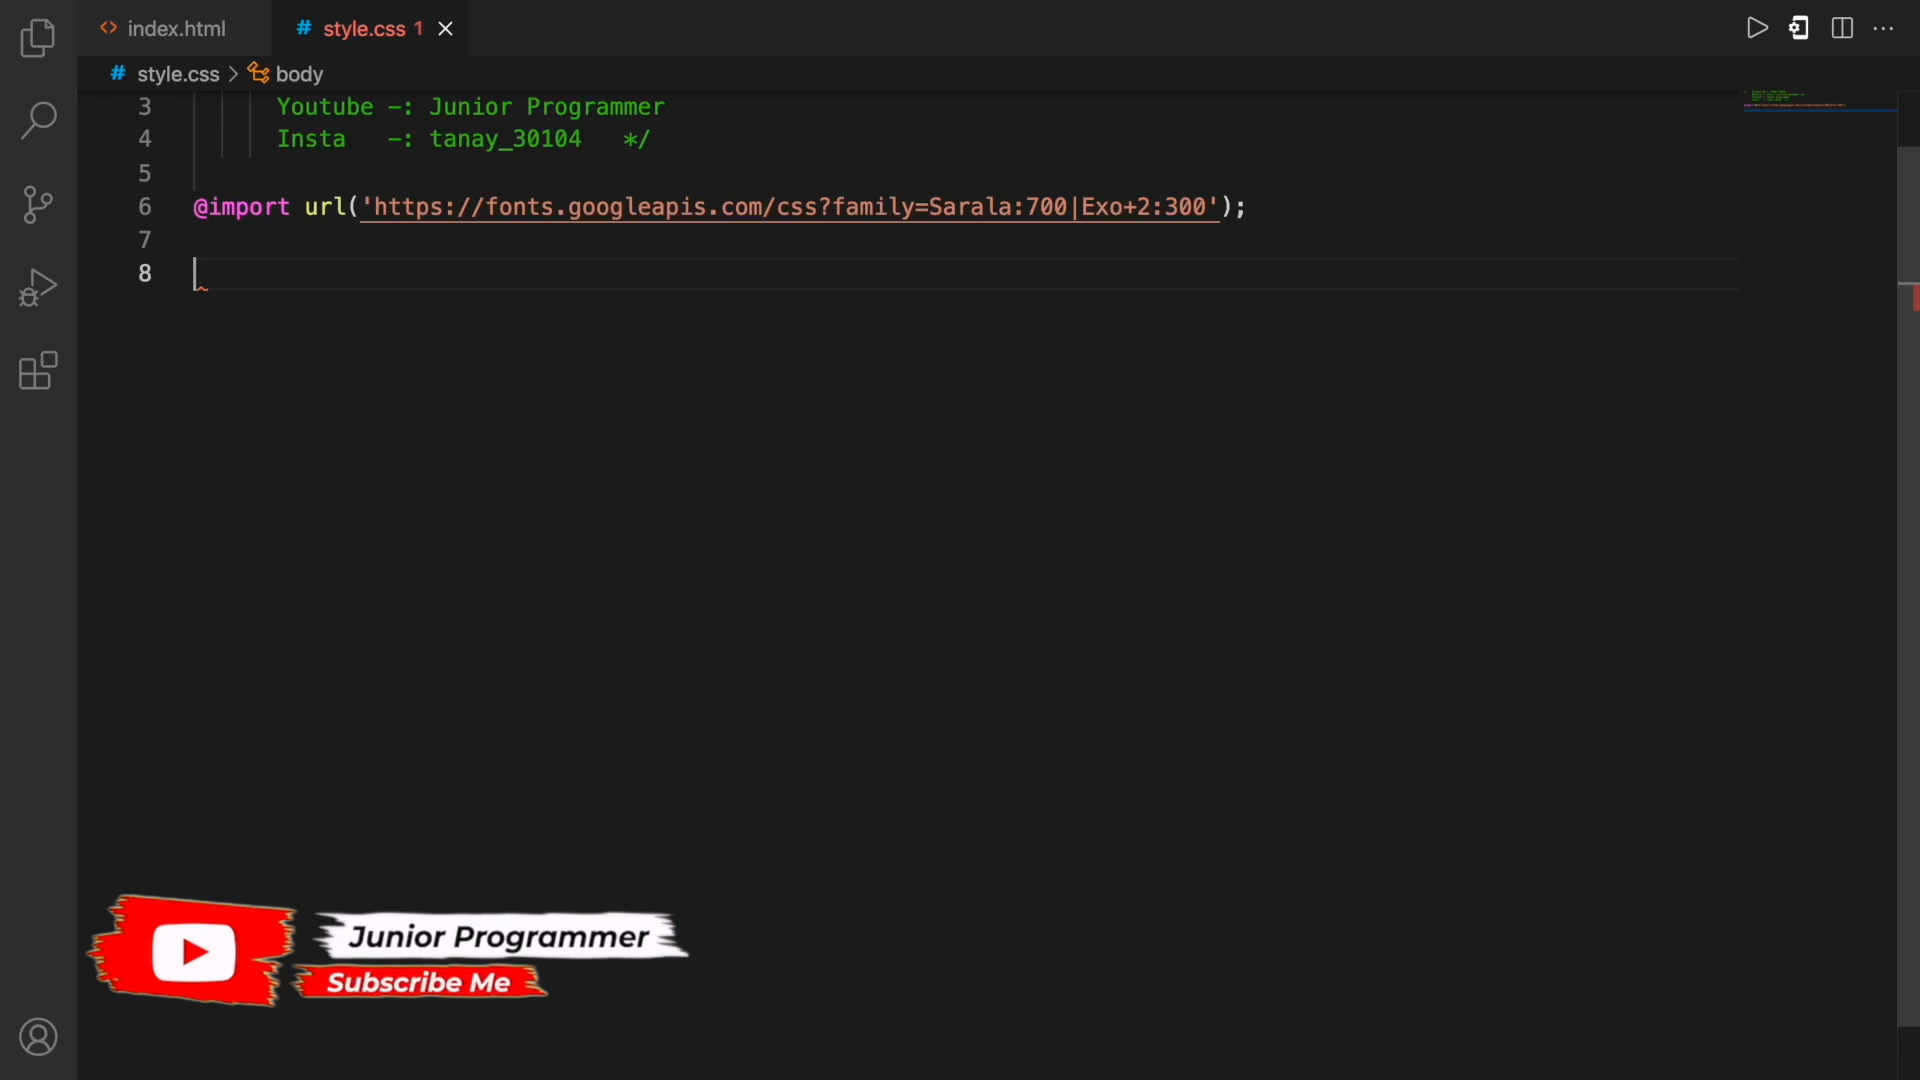 index.html
style.css 1
style.css > body
3 Youtube -: Junior Programmer
4 Insta -: tanay_30104 */
5
6 @import url('https://fonts.googleapis.com/css?family=Sarala:700|Exo+2:300');
7
8
Junior Programmer
Subscribe Me